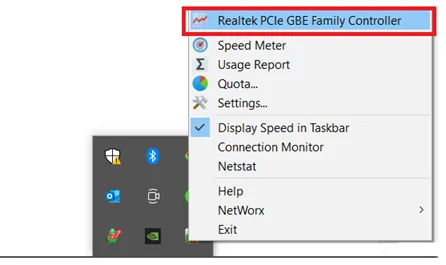 Realtek PCIe GBE Family Controller
Speed Meter
Usage Report
Quota...
Settings...
Display Speed in Taskbar
Connection Monitor
Netstat
Help
NetWorx
Exit